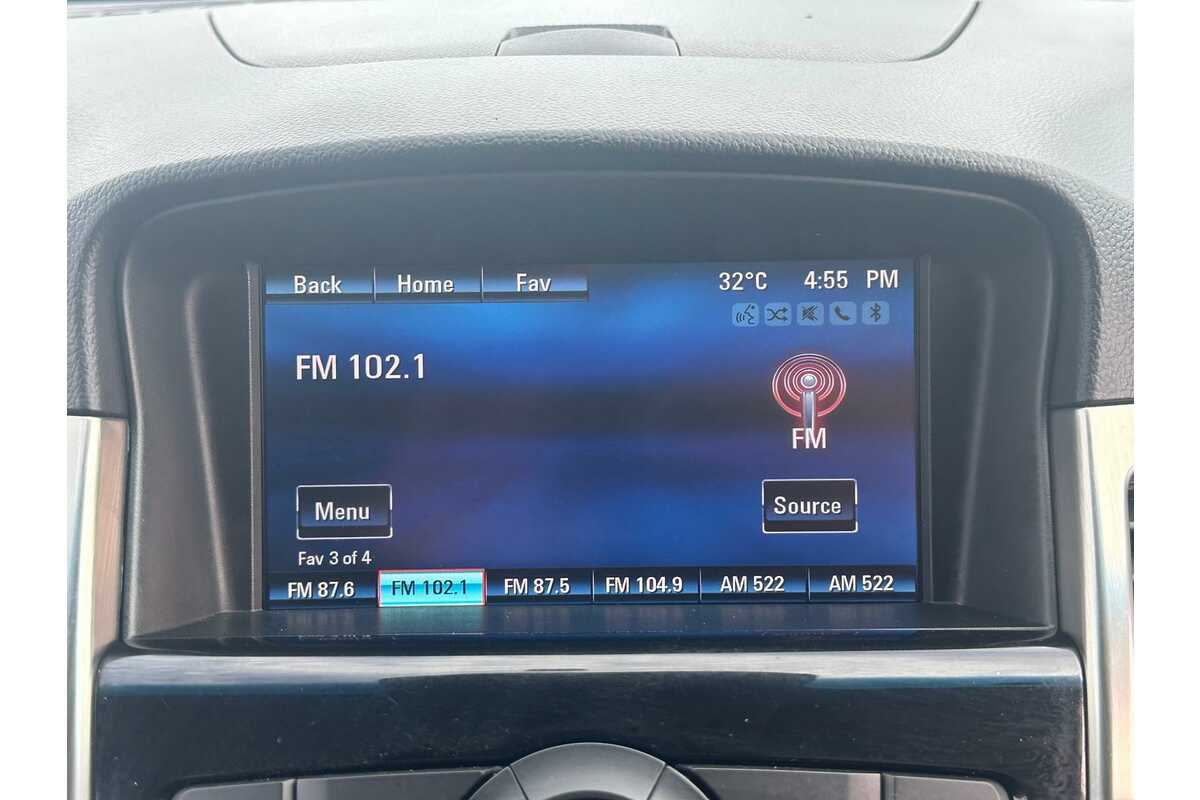 Back Home Fav 32°C 4:55 PM
FM 102.1
FM
Menu Source
Fav 3 of 4
FM 87.6 FM 102.1 FM 87.5 FM 104.9 AM 522 AM 522